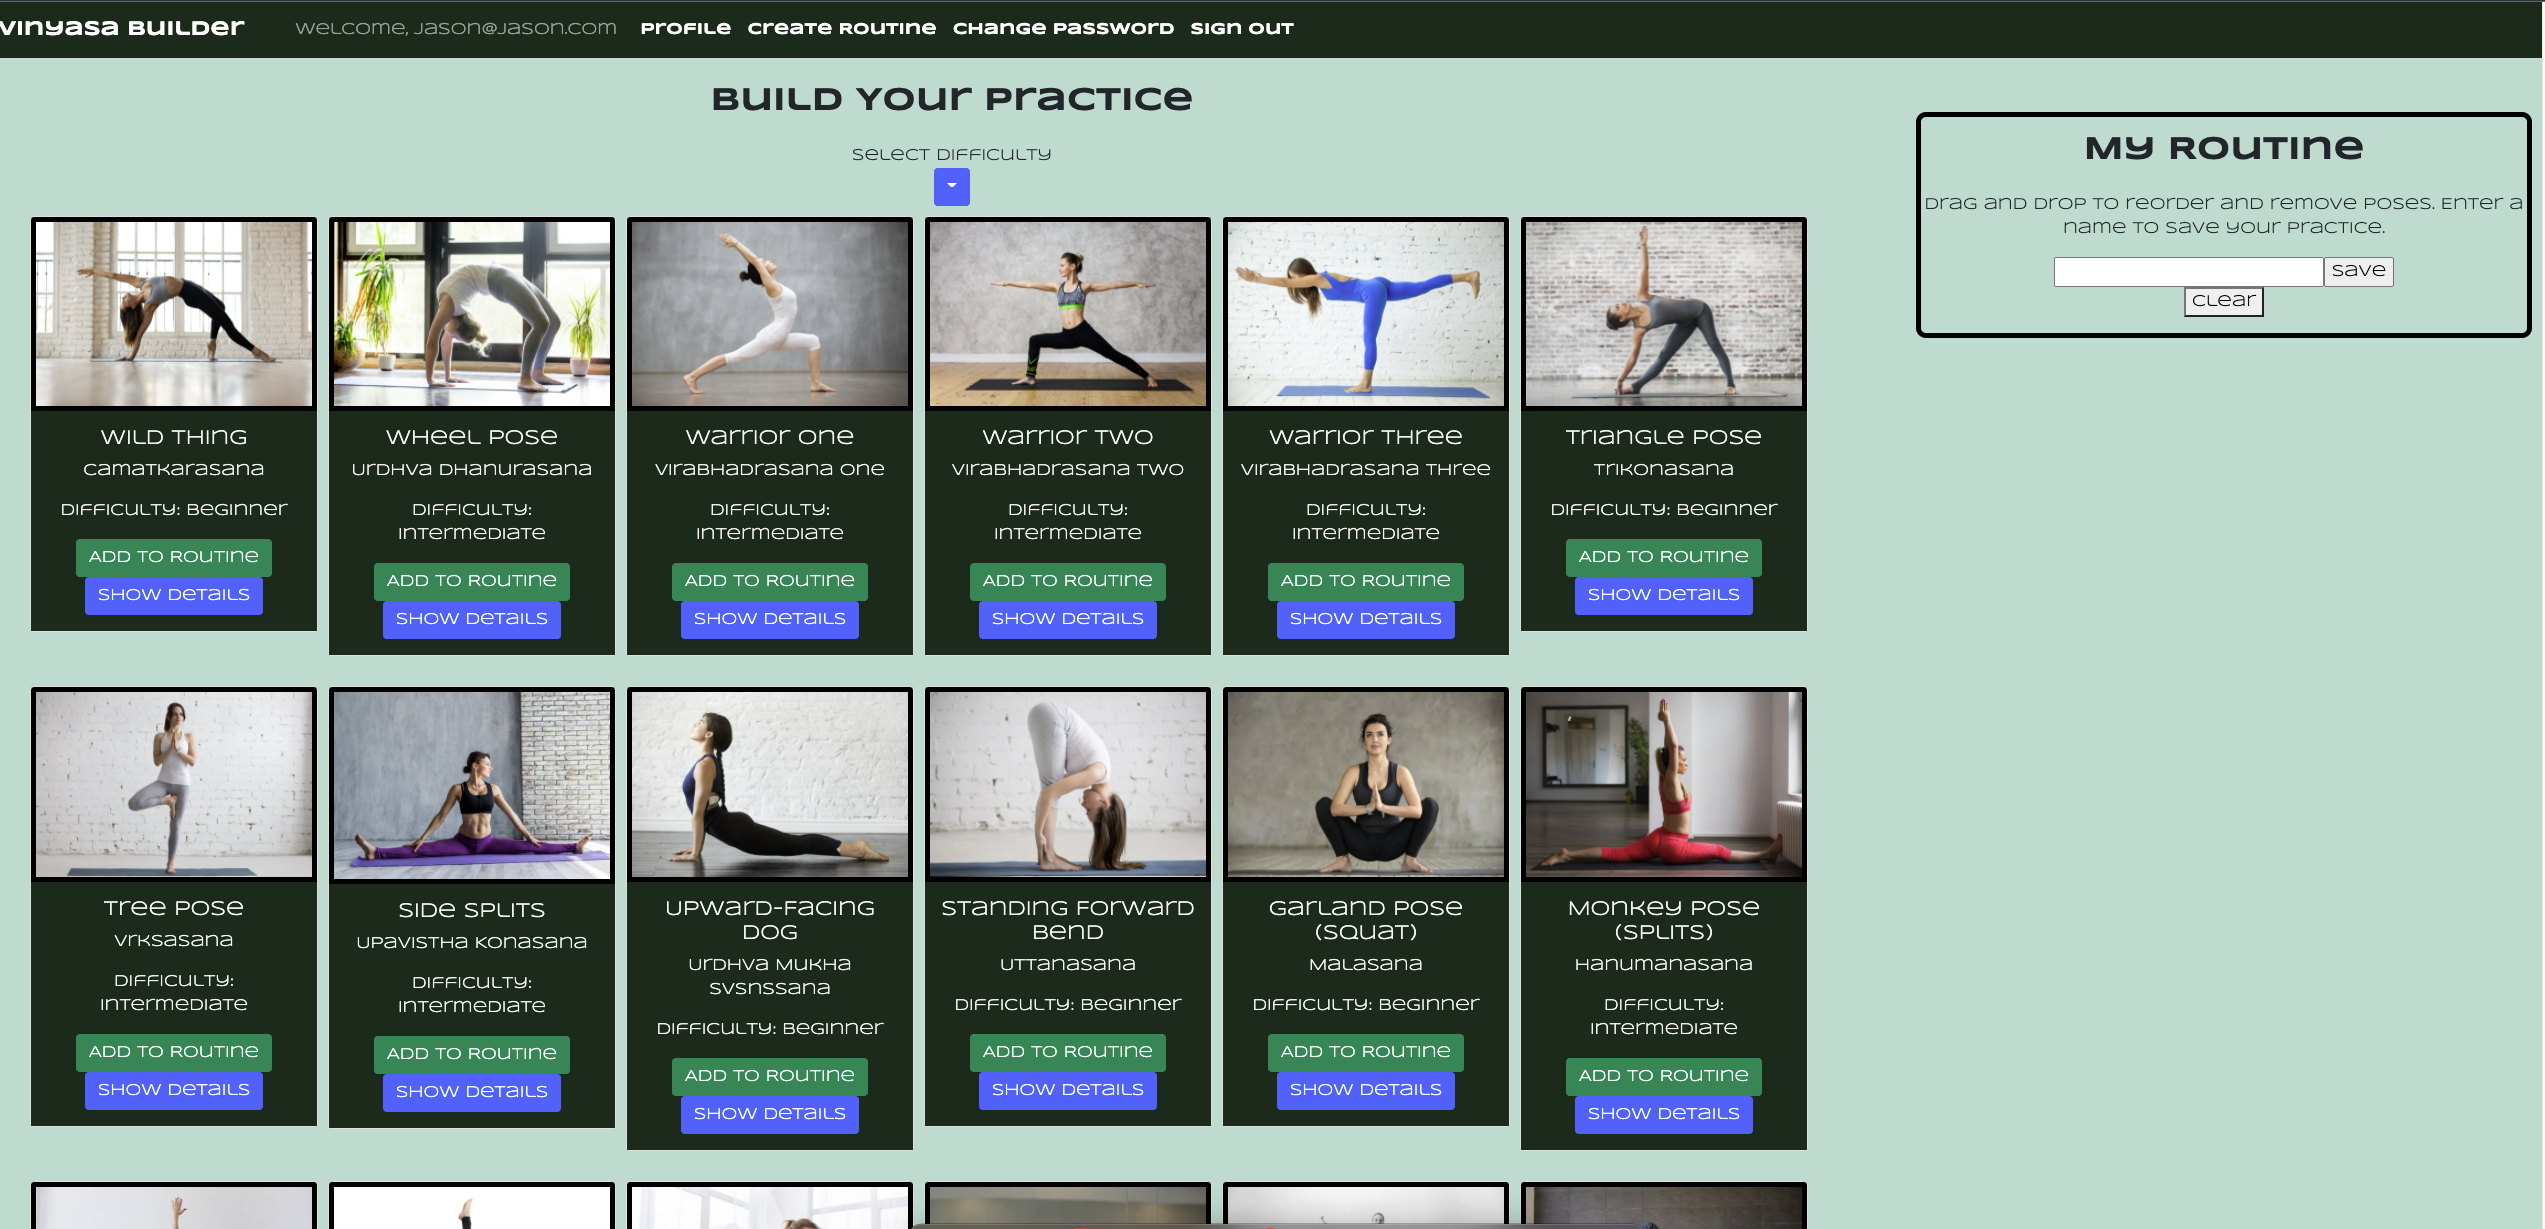 Vinyasa Builder
Welcome, jason@jason.com
Profile
Create Routine
Change Password
Sign Out
Build Your Practice
Select Difficulty
My Routine
Drag and drop to reorder and remove poses. Enter a
name to save your practice.
save
clear
Wild Thing
Camatkarasana
Difficulty: Beginner
Add to Routine
Show Details
Wheel Pose
Urdhva Dhanurasana
Difficulty:
Intermediate
Add to Routine
Show Details
Warrior One
Virabhadrasana One
Difficulty:
Intermediate
Add to Routine
Show Details
Warrior Two
Virabhadrasana Two
Difficulty:
Intermediate
Add to Routine
Show Details
Warrior Three
Virabhadrasana Three
Difficulty:
Intermediate
Add to Routine
Show Details
Triangle Pose
Trikonasana
Difficulty: Beginner
Add to Routine
Show Details
Tree Pose
Vrksasana
Difficulty:
Intermediate
Add to Routine
Show Details
Side Splits
Upavistha Konasana
Difficulty:
Intermediate
Add to Routine
Show Details
Upward-Facing
Dog
Urdhva Mukha
Svsnssana
Difficulty: Beginner
Add to Routine
Show Details
Standing Forward
Bend
Uttanasana
Difficulty: Beginner
Add to Routine
Show Details
Garland Pose
(Squat)
Malasana
Difficulty: Beginner
Add to Routine
Show Details
Monkey Pose
(Splits)
Hanumanasana
Difficulty:
Intermediate
Add to Routine
Show Details